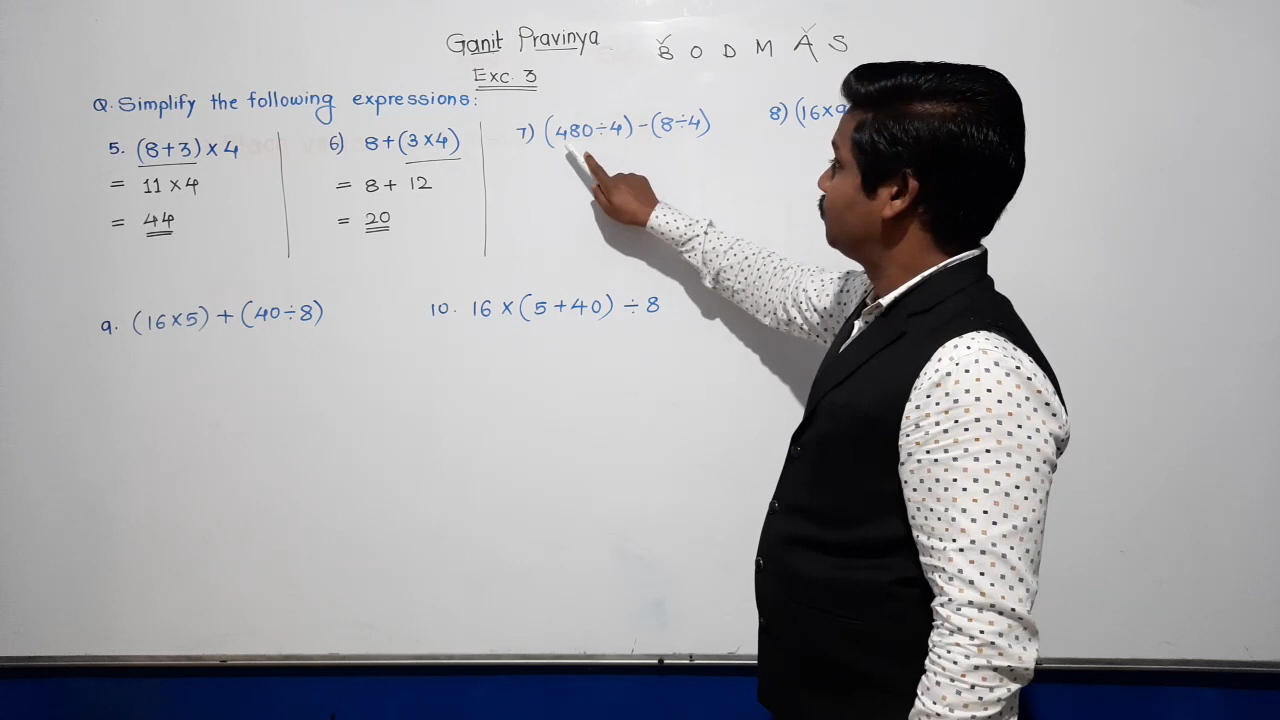 Ganit Pravinya
B O D M A S
Exc. 3
Q. Simplify the following expressions:
5. (8+3) × 4
= 11 × 4
= 44
6) 8+(3×4)
= 8+ 12
= 20
7) (480÷4) - (8÷4)
8) (16×9
9. (16×5) + (40÷8)
10. 16 × (5+40) ÷ 8